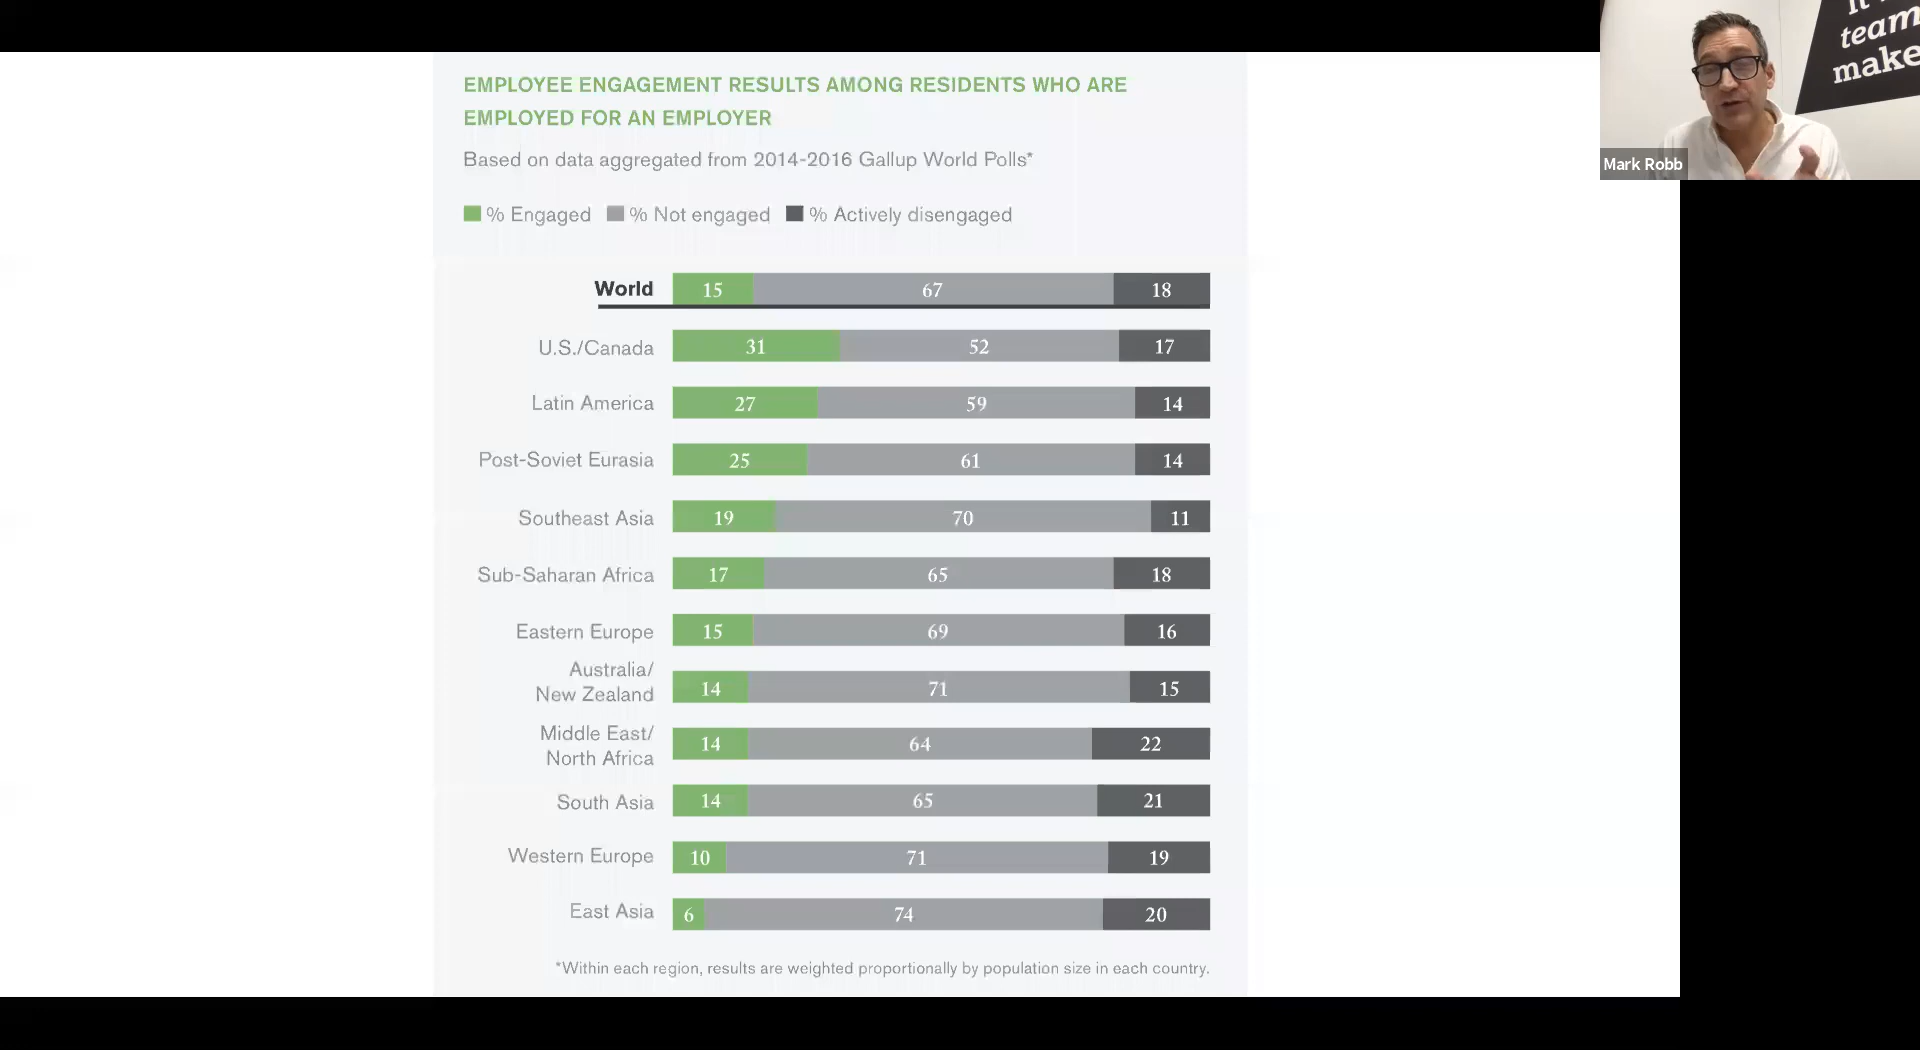 EMPLOYEE ENGAGEMENT RESULTS AMONG RESIDENTS WHO ARE
EMPLOYED FOR AN EMPLOYER
Based on data aggregated from 2014-2016 Gallup World Polls*
% Engaged % Not engaged % Actively disengaged
World 15 67 18
U.S./Canada 31 52 17
Latin America 27 59 14
Post-Soviet Eurasia 25 61 14
Southeast Asia 19 70 11
Sub-Saharan Africa 17 65 18
Eastern Europe 15 69 16
Australia/
New Zealand 14 71 15
Middle East/
North Africa 14 64 22
South Asia 14 65 21
Western Europe 10 71 19
East Asia 6 74 20
*Within each region, results are weighted proportionally by population size in each country.
team
make
Mark Robb